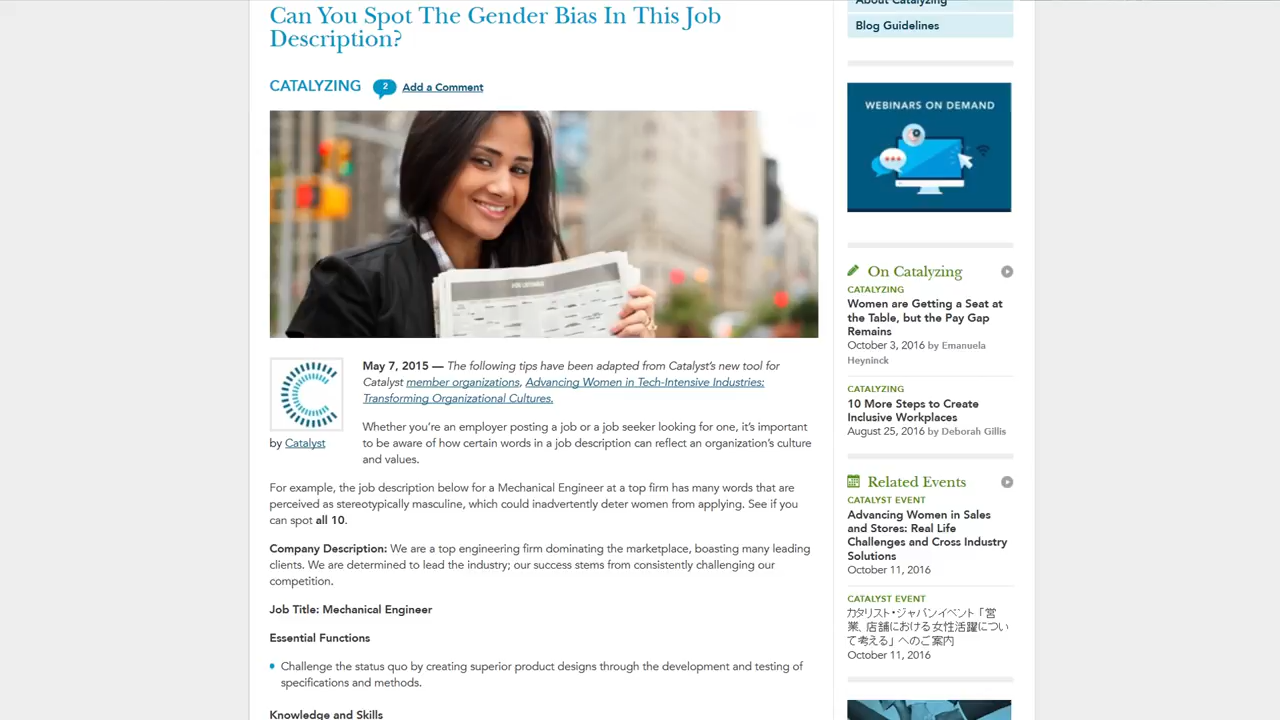 Can You Spot The Gender Bias In This Job
Description?
CATALYZING
2
Add a Comment
JOB LISTINGS
by Catalyst
May 7, 2015 — The following tips have been adapted from Catalyst's new tool for
Catalyst member organizations, Advancing Women in Tech-Intensive Industries:
Transforming Organizational Cultures.
Whether you're an employer posting a job or a job seeker looking for one, it's important
to be aware of how certain words in a job description can reflect an organization's culture
and values.
For example, the job description below for a Mechanical Engineer at a top firm has many words that are
perceived as stereotypically masculine, which could inadvertently deter women from applying. See if you
can spot all 10.
Company Description: We are a top engineering firm dominating the marketplace, boasting many leading
clients. We are determined to lead the industry; our success stems from consistently challenging our
competition.
Job Title: Mechanical Engineer
Essential Functions
Challenge the status quo by creating superior product designs through the development and testing of
specifications and methods.
Knowledge and Skills
About Catalyzing
Blog Guidelines
WEBINARS ON DEMAND
On Catalyzing
CATALYZING
Women are Getting a Seat at
the Table, but the Pay Gap
Remains
October 3, 2016 by Emanuela
Heyninck
CATALYZING
10 More Steps to Create
Inclusive Workplaces
August 25, 2016 by Deborah Gillis
Related Events
CATALYST EVENT
Advancing Women in Sales
and Stores: Real Life
Challenges and Cross Industry
Solutions
October 11, 2016
CATALYST EVENT
カタリスト・ジャパンイベント「営
業、店舗における女性活躍につい
て考える」 へのご案内
October 11, 2016